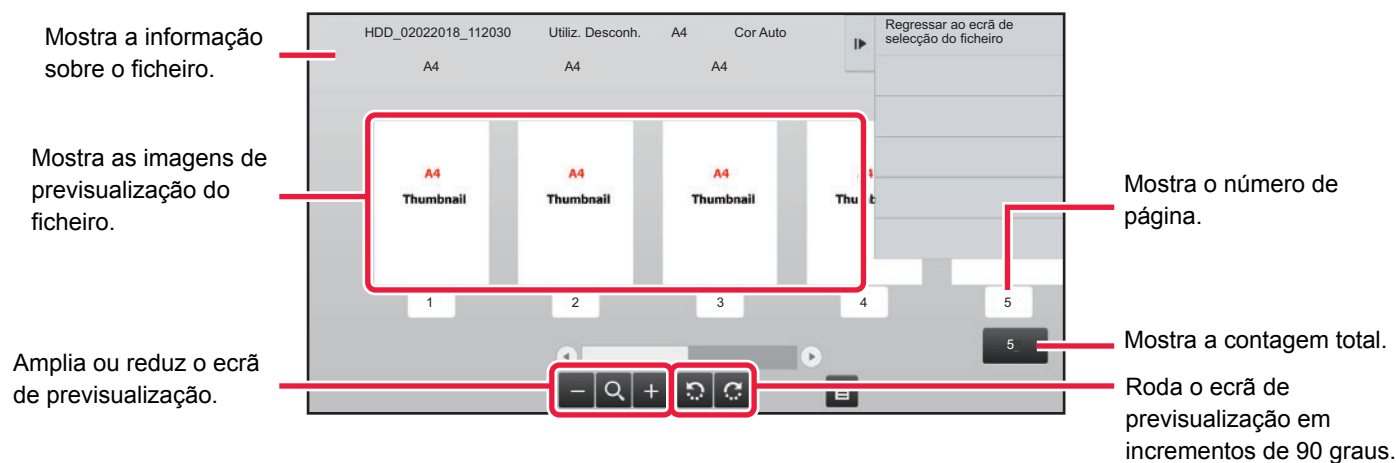 Mostra a informação
sobre o ficheiro.
HDD_02022018_112030 Utiliz. Desconh. A4 Cor Auto
Regressar ao ecrã de
selecção do ficheiro
A4 A4 A4
Mostra as imagens de
previsualização do
ficheiro.
A4 A4 A4
Thumbnail Thumbnail Thumbnail
Mostra o número de
página.
1 2 3 4 5
5_
Mostra a contagem total.
Amplia ou reduz o ecrã
de previsualização.
Roda o ecrã de
previsualização em
incrementos de 90 graus.